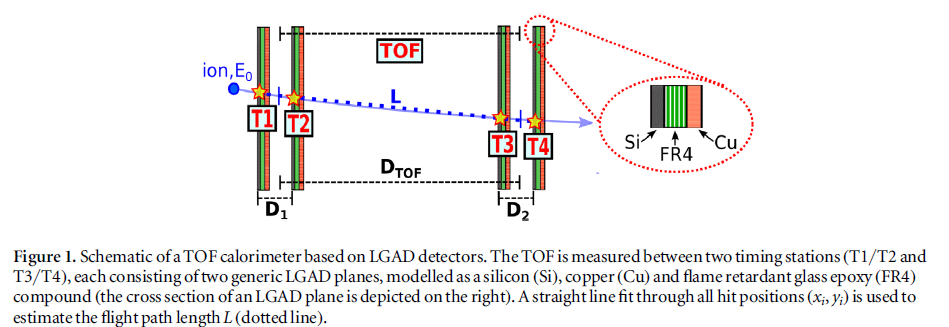 TOF
ion,E₀
L
T1
T2
T3
T4
Si
FR4
Cu
D_TOF
D₁
D₂
Figure 1. Schematic of a TOF calorimeter based on LGAD detectors. The TOF is measured between two timing stations (T1/T2 and
T3/T4), each consisting of two generic LGAD planes, modelled as a silicon (Si), copper (Cu) and flame retardant glass epoxy (FR4)
compound (the cross section of an LGAD plane is depicted on the right). A straight line fit through all hit positions (xᵢ, yᵢ) is used to
estimate the flight path length L (dotted line).